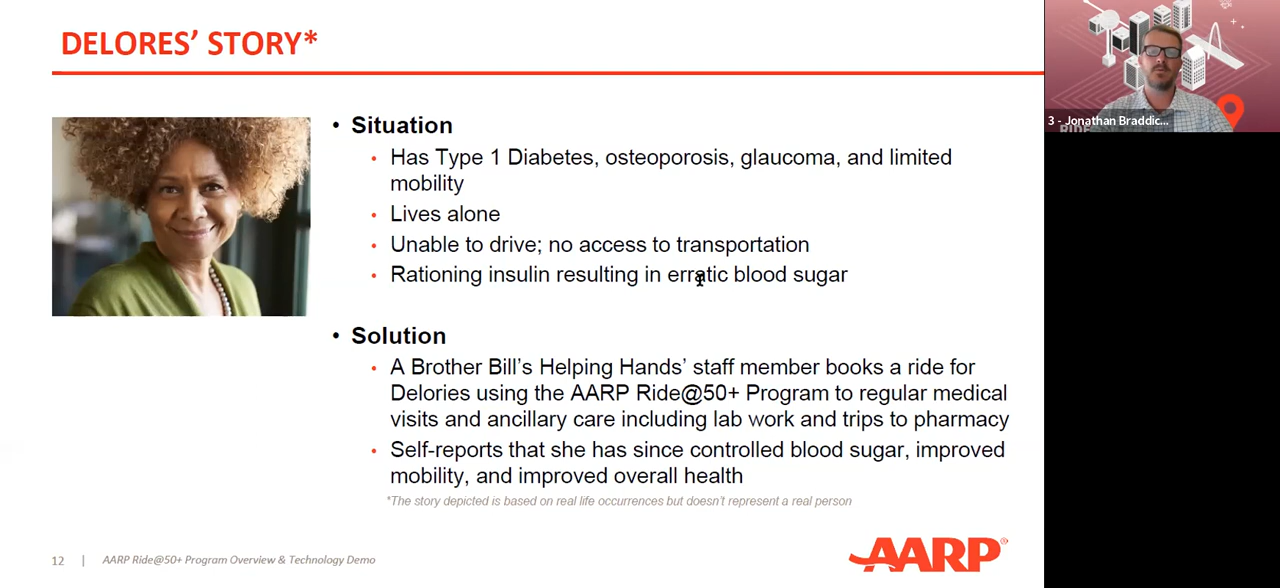 DELORES' STORY*
• Situation
• Has Type 1 Diabetes, osteoporosis, glaucoma, and limited
mobility
• Lives alone
• Unable to drive; no access to transportation
• Rationing insulin resulting in erratic blood sugar
• Solution
• A Brother Bill's Helping Hands' staff member books a ride for
Delories using the AARP Ride@50+ Program to regular medical
visits and ancillary care including lab work and trips to pharmacy
• Self-reports that she has since controlled blood sugar, improved
mobility, and improved overall health
*The story depicted is based on real life occurrences but doesn't represent a real person
12 | AARP Ride@50+ Program Overview & Technology Demo
AARP®
3 - Jonathan Braddic...
RIDE